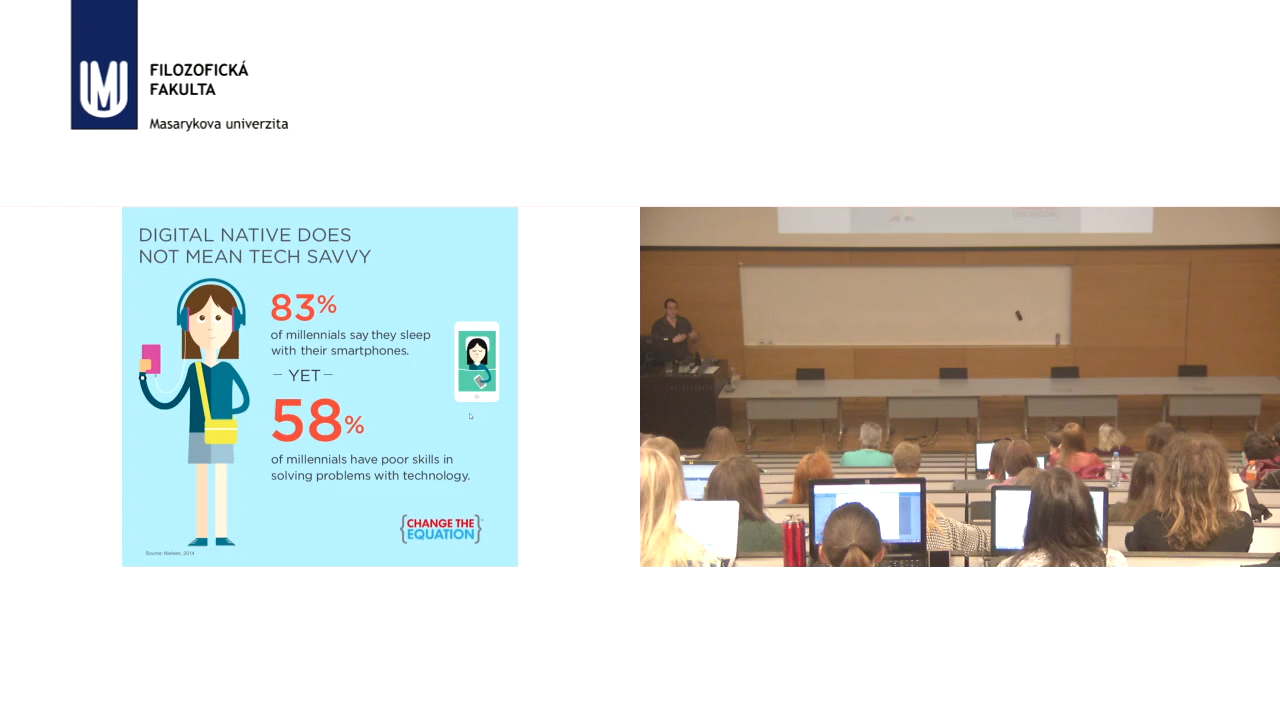 FILOZOFICKÁ
FAKULTA
Masarykova univerzita
DIGITAL NATIVE DOES
NOT MEAN TECH SAVVY
83%
of millennials say they sleep
with their smartphones.
— YET —
58%
of millennials have poor skills in
solving problems with technology.
{CHANGE THE
EQUATION}
Source: Nielsen, 2014